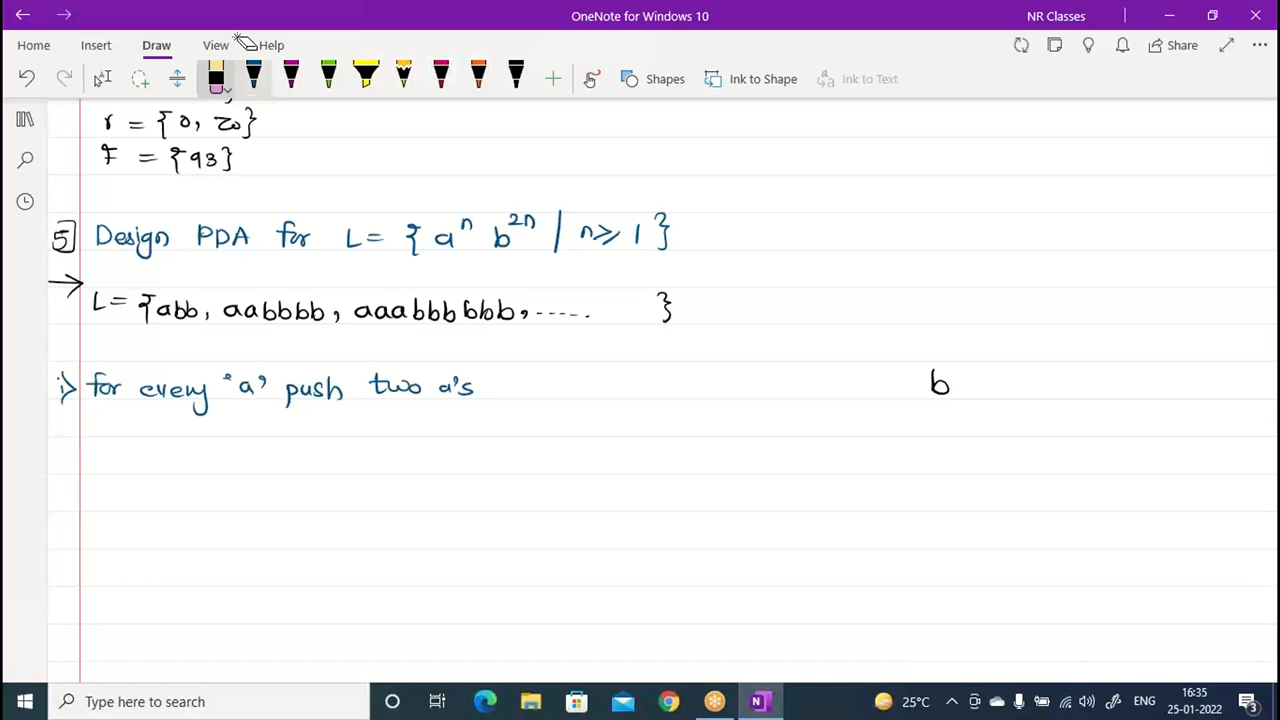 OneNote for Windows 10
NR Classes
Home Insert Draw View Help
Share
Shapes Ink to Shape Ink to Text
r = {0, z0}
F = {q3}
5 Design PDA for L = { a^n b^2n | n ≥ 1 }
→
L = {abb, aabbbb, aaabbbbbb, ..... }
i> for every 'a' push two a's
b
Type here to search
25°C
ENG
16:35
25-01-2022
3